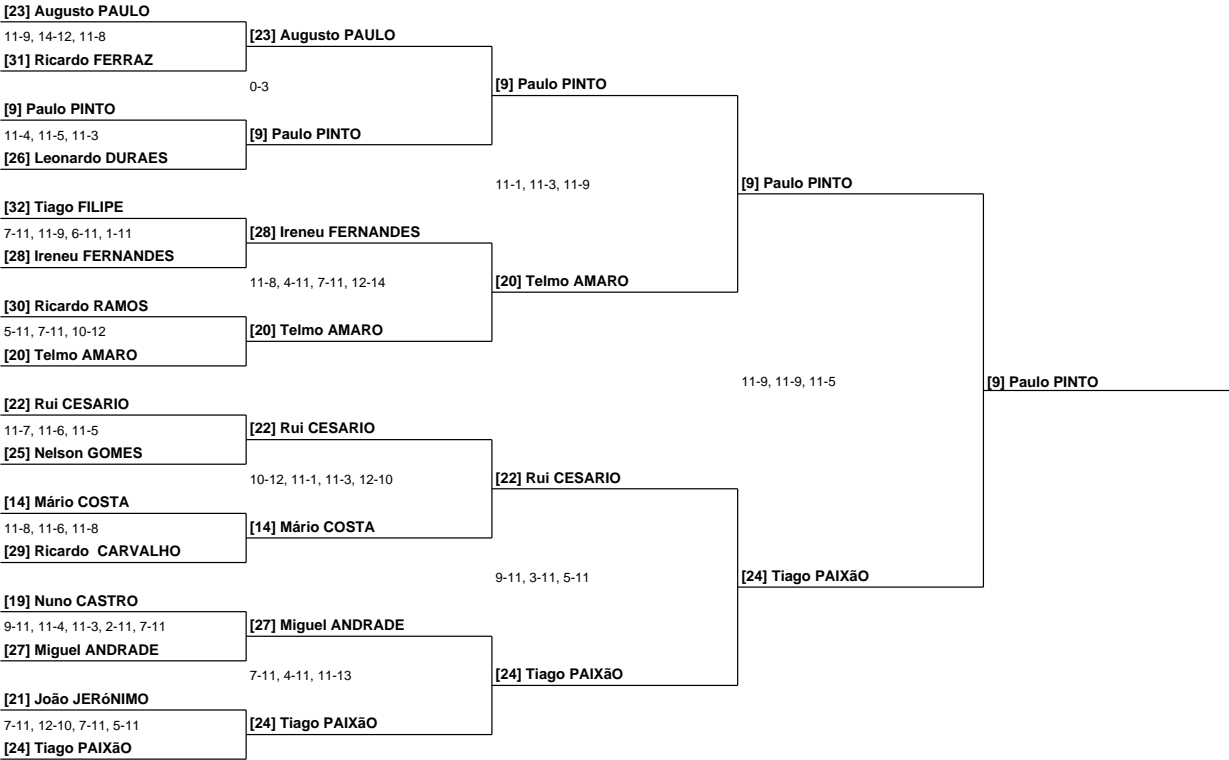 [23] Augusto PAULO
11-9, 14-12, 11-8
[31] Ricardo FERRAZ
[9] Paulo PINTO
11-4, 11-5, 11-3
[26] Leonardo DURAES
[32] Tiago FILIPE
7-11, 11-9, 6-11, 1-11
[28] Ireneu FERNANDES
[30] Ricardo RAMOS
5-11, 7-11, 10-12
[20] Telmo AMARO
[22] Rui CESARIO
11-7, 11-6, 11-5
[25] Nelson GOMES
[14] Mário COSTA
11-8, 11-6, 11-8
[29] Ricardo  CARVALHO
[19] Nuno CASTRO
9-11, 11-4, 11-3, 2-11, 7-11
[27] Miguel ANDRADE
[21] João JERóNIMO
7-11, 12-10, 7-11, 5-11
[24] Tiago PAIXãO
[23] Augusto PAULO
0-3
[9] Paulo PINTO
[28] Ireneu FERNANDES
11-8, 4-11, 7-11, 12-14
[20] Telmo AMARO
[22] Rui CESARIO
10-12, 11-1, 11-3, 12-10
[14] Mário COSTA
[27] Miguel ANDRADE
7-11, 4-11, 11-13
[24] Tiago PAIXãO
[9] Paulo PINTO
11-1, 11-3, 11-9
[20] Telmo AMARO
[22] Rui CESARIO
9-11, 3-11, 5-11
[24] Tiago PAIXãO
[9] Paulo PINTO
11-9, 11-9, 11-5
[24] Tiago PAIXãO
[9] Paulo PINTO